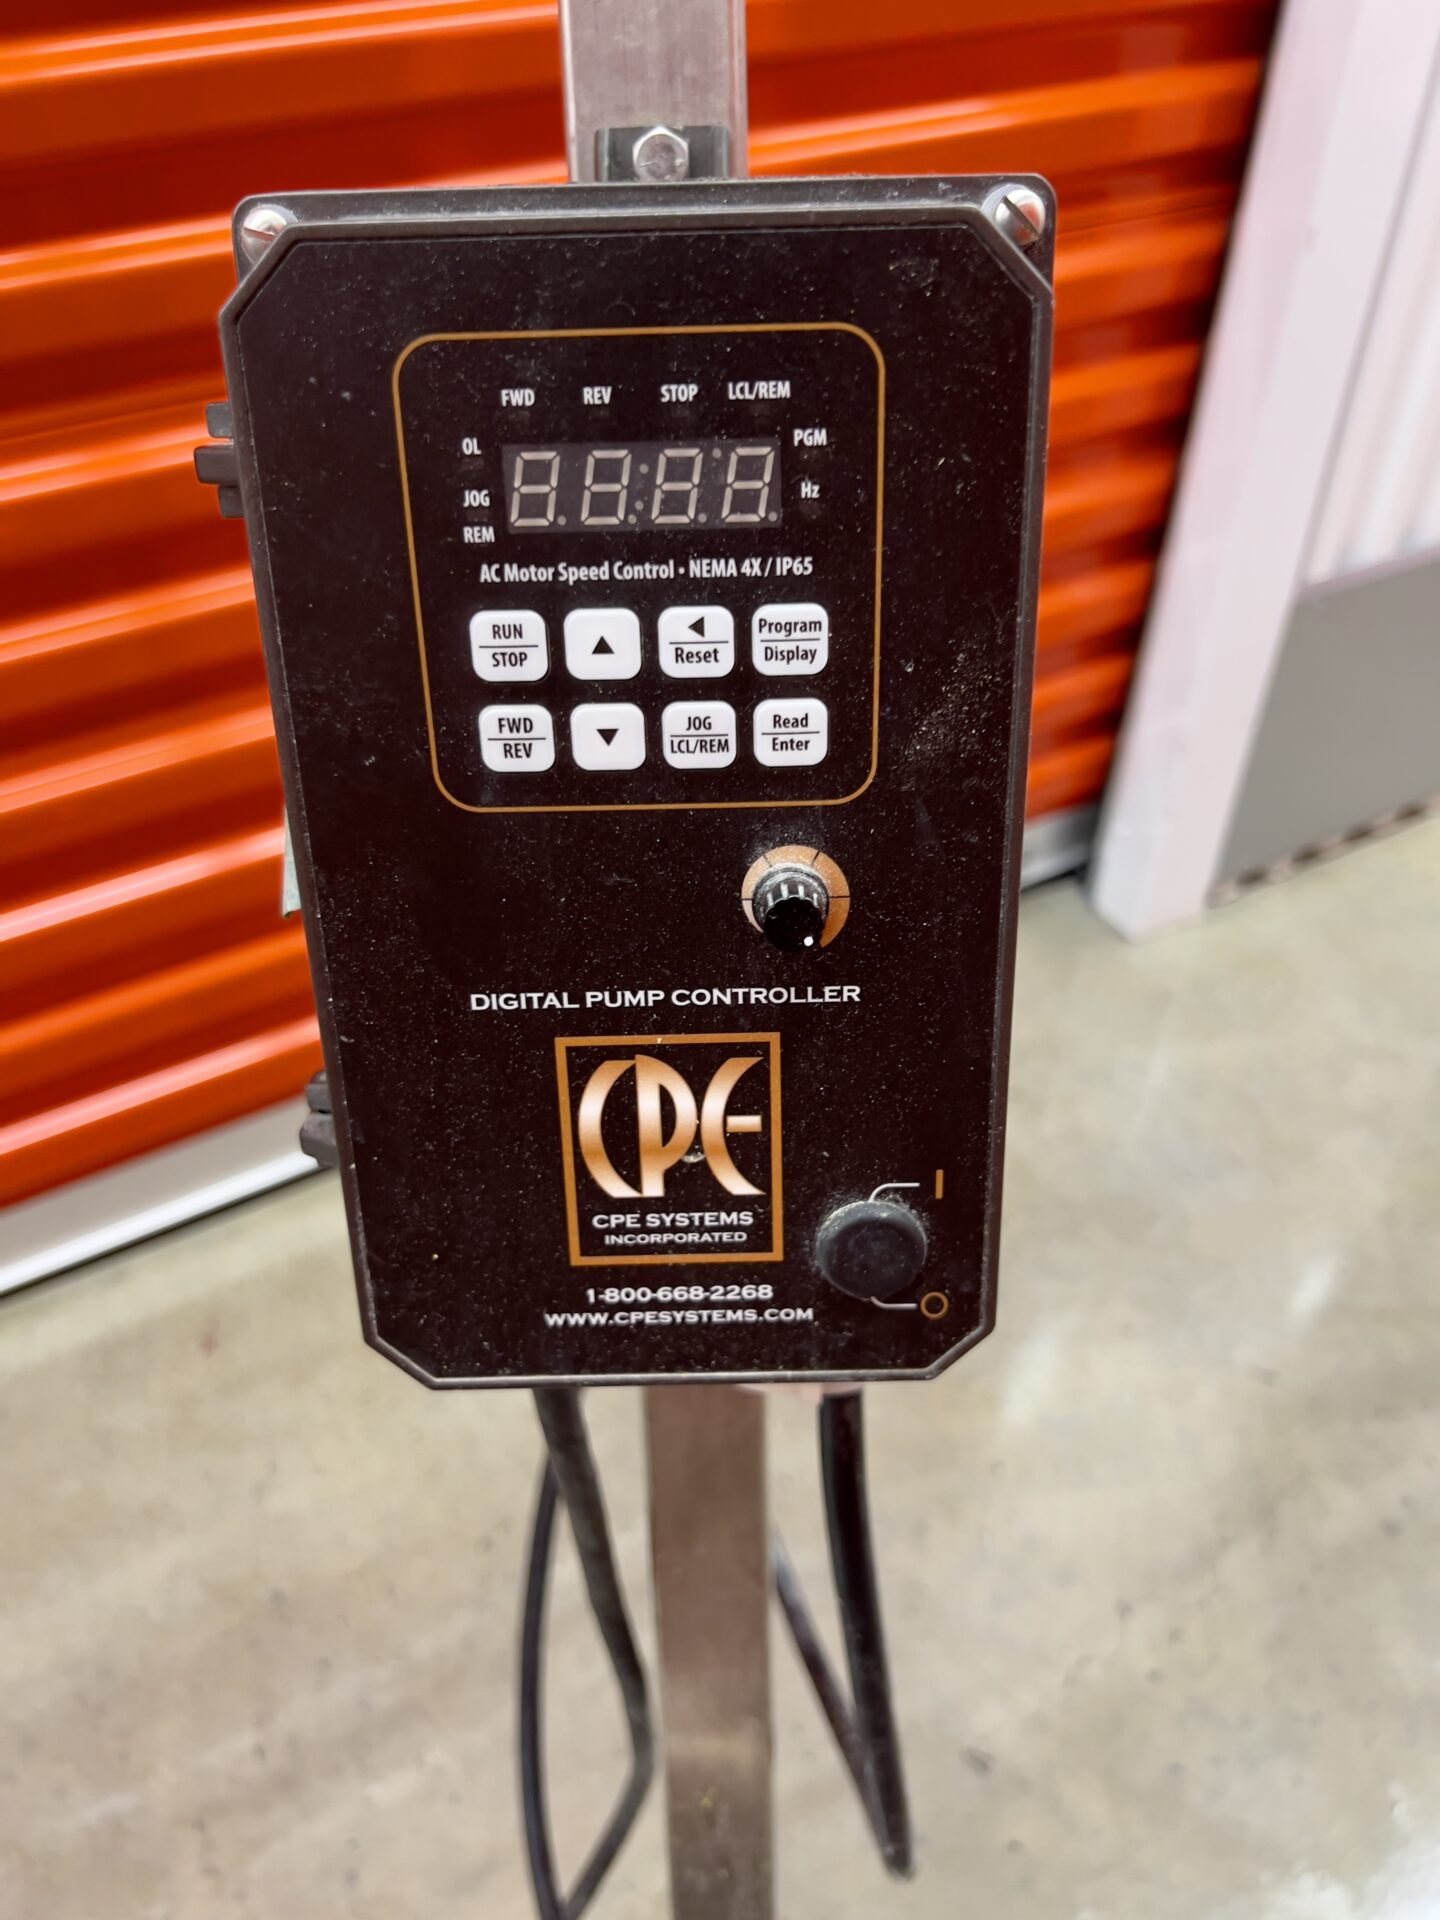 FWD REV STOP LCL/REM
OL PGM
JOG Hz
REM
AC Motor Speed Control • NEMA 4X / IP65
RUN
STOP
▲
◀
Reset
Program
Display
FWD
REV
▼
JOG
LCL/REM
Read
Enter
DIGITAL PUMP CONTROLLER
CPE
CPE SYSTEMS
INCORPORATED
1-800-668-2268
WWW.CPESYSTEMS.COM
I
O